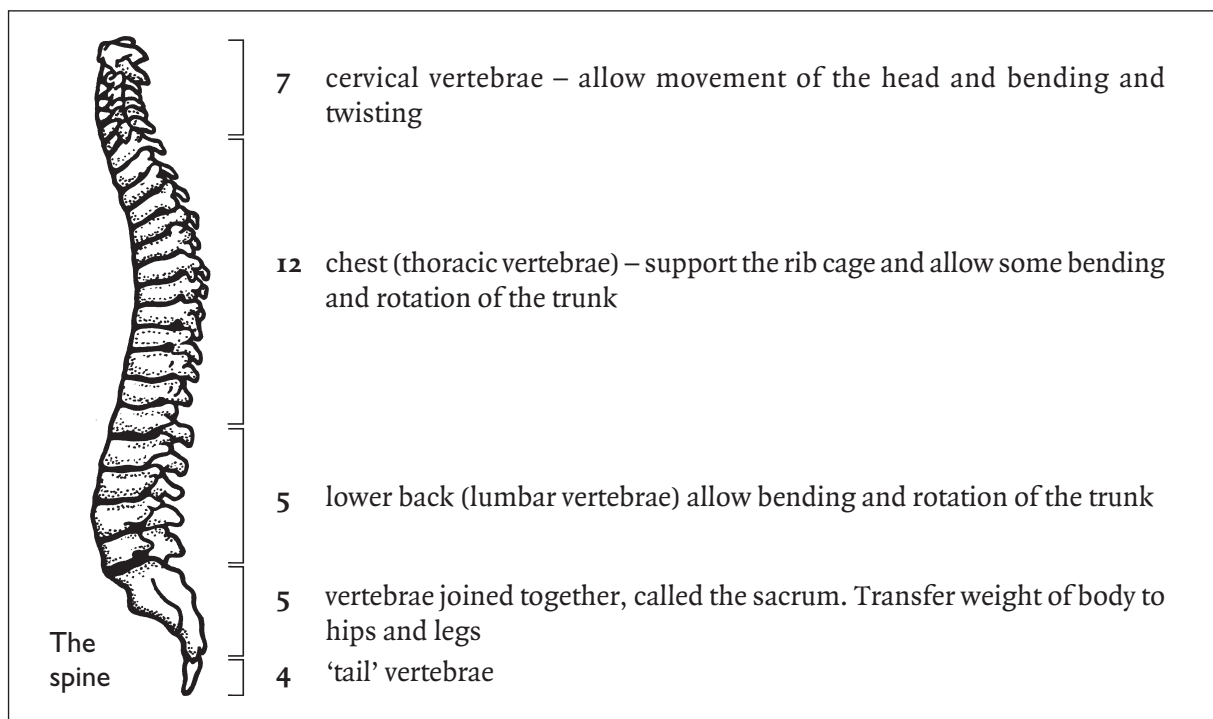 7 cervical vertebrae – allow movement of the head and bending and
twisting
12 chest (thoracic vertebrae) – support the rib cage and allow some bending
and rotation of the trunk
5 lower back (lumbar vertebrae) allow bending and rotation of the trunk
5 vertebrae joined together, called the sacrum. Transfer weight of body to
hips and legs
4 ‘tail’ vertebrae
The
spine